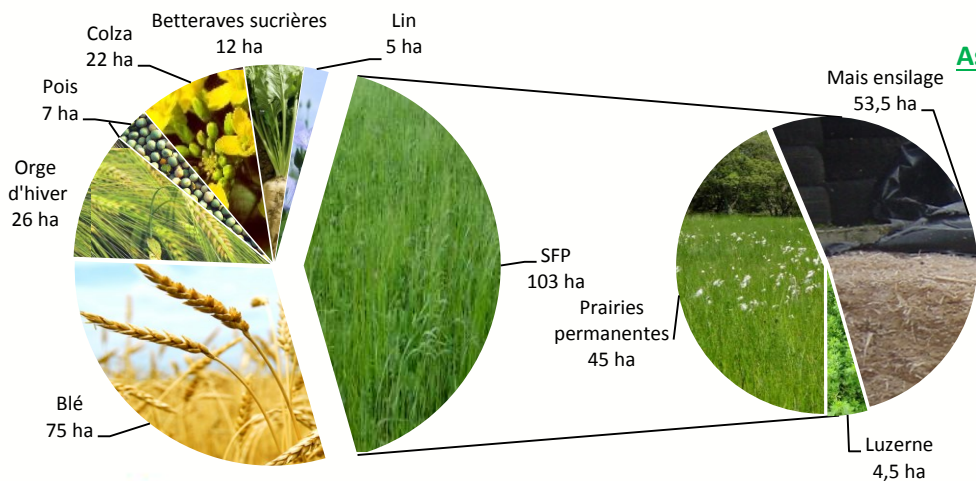 Betteraves sucrières
12 ha
Lin
5 ha
Colza
22 ha
Pois
7 ha
Orge
d'hiver
26 ha
Blé
75 ha
SFP
103 ha
As
Mais ensilage
53,5 ha
Prairies
permanentes
45 ha
Luzerne
4,5 ha